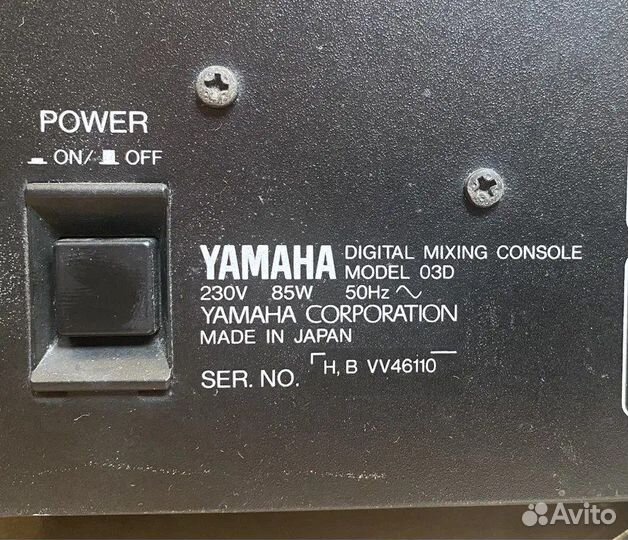 POWER
ON/ OFF
YAMAHA DIGITAL MIXING CONSOLE
MODEL 03D
230V 85W 50Hz
YAMAHA CORPORATION
MADE IN JAPAN
SER. NO. H, B VV46110
Avito